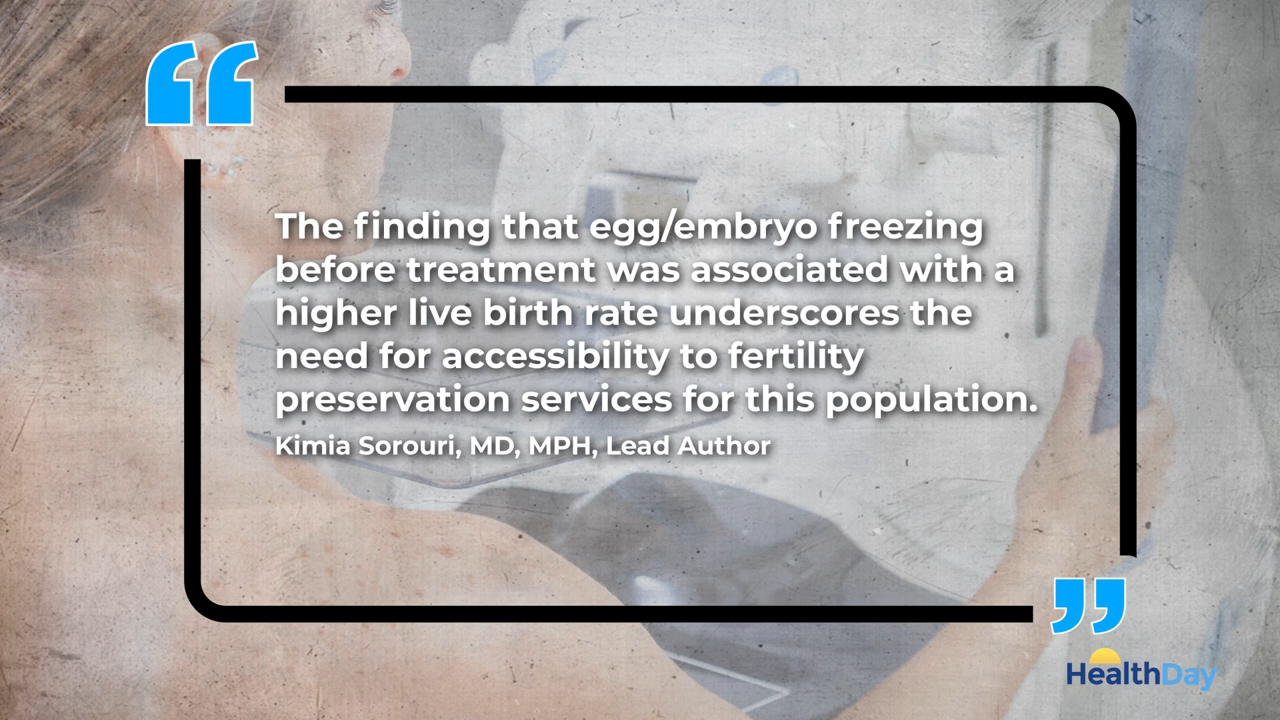 “
The finding that egg/embryo freezing
before treatment was associated with a
higher live birth rate underscores the
need for accessibility to fertility
preservation services for this population.
Kimia Sorouri, MD, MPH, Lead Author
”
HealthDay